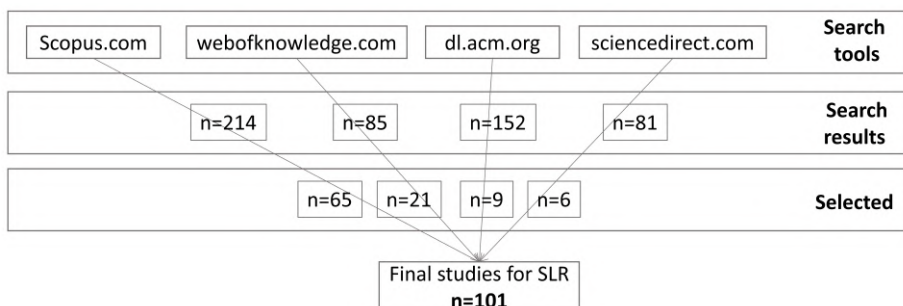 Scopus.com webofknowledge.com dl.acm.org sciencedirect.com Search
tools
n=214 n=85 n=152 n=81 Search
results
n=65 n=21 n=9 n=6 Selected
Final studies for SLR
n=101